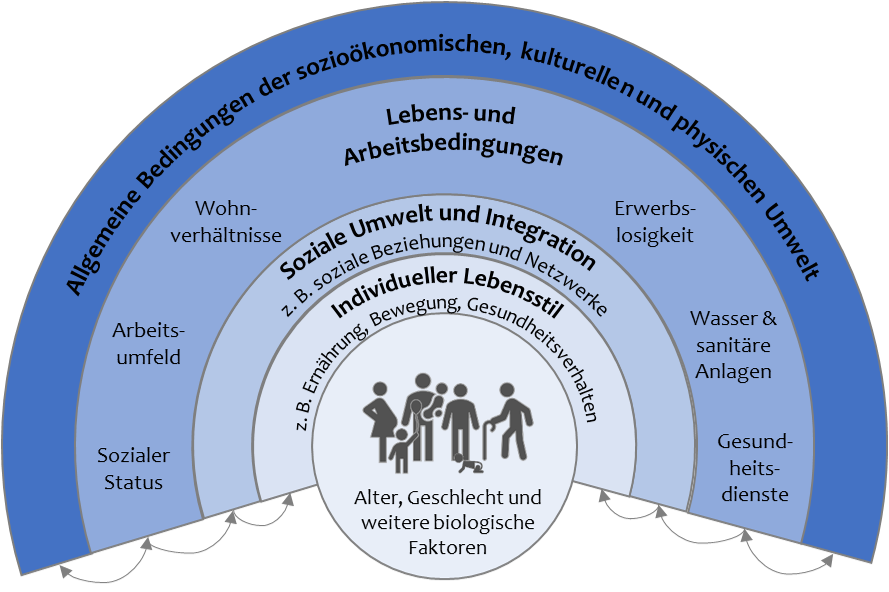 Allgemeine Bedingungen der sozioökonomischen, kulturellen und physischen Umwelt
Lebens- und
Arbeitsbedingungen
Wohn-
verhältnisse
Erwerbs-
losigkeit
Soziale Umwelt und Integration
z. B. soziale Beziehungen und Netzwerke
Individueller Lebensstil
z. B. Ernährung, Bewegung, Gesundheitsverhalten
Arbeits-
umfeld
Wasser &
sanitäre
Anlagen
Sozialer
Status
Gesund-
heits-
dienste
Alter, Geschlecht und
weitere biologische
Faktoren